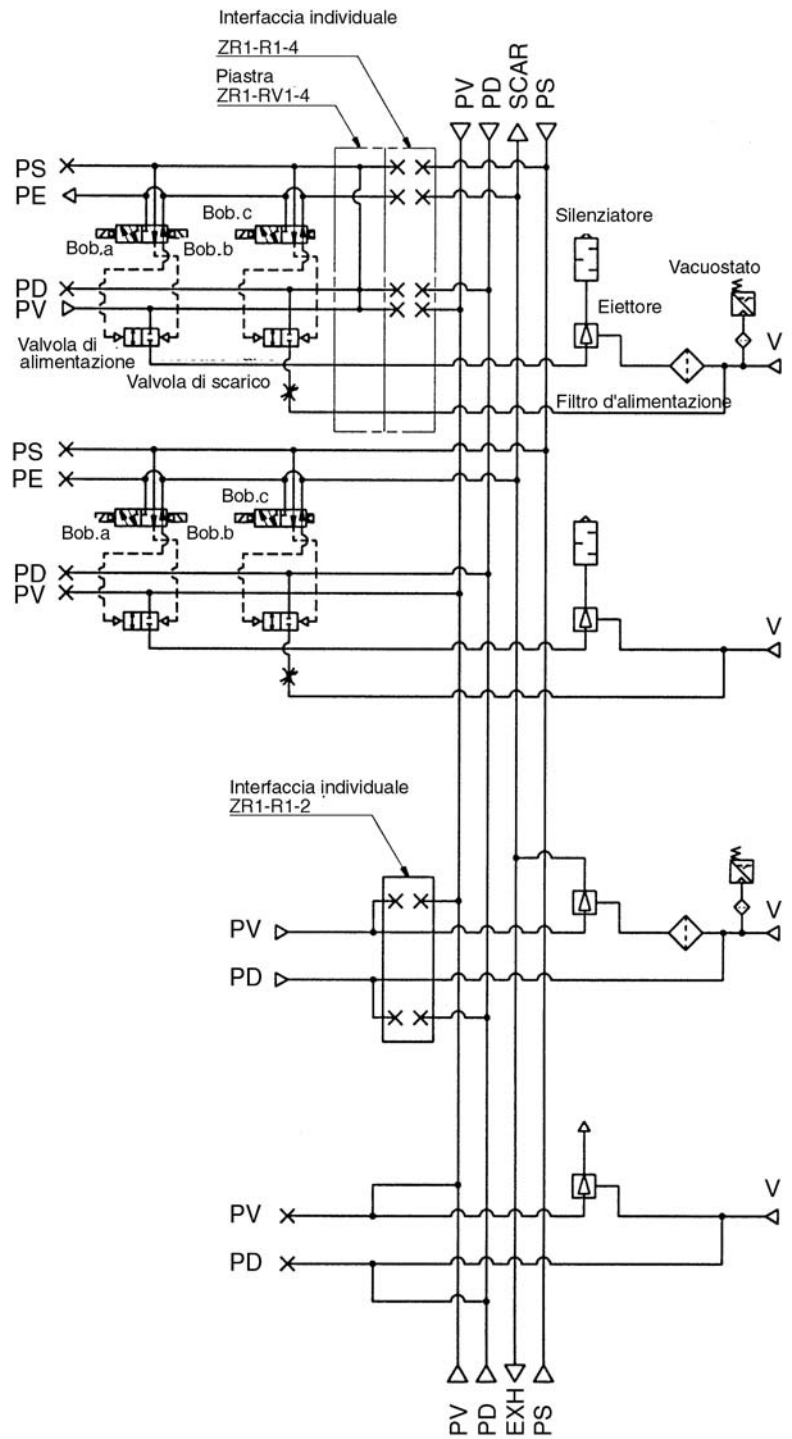 Interfaccia individuale
ZR1-R1-4
Piastra
ZR1-RV1-4
PV
PD
SCAR
PS
PS
PE
Bob.c
Bob.a
Bob.b
Silenziatore
Vacuostato
PD
PV
Eiettore
V
Valvola di
alimentazione
Valvola di scarico
Filtro d'alimentazione
PS
PE
Bob.c
Bob.a
Bob.b
PD
PV
V
Interfaccia individuale
ZR1-R1-2
PV
V
PD
PV
V
PD
PV
PD
EXH
PS